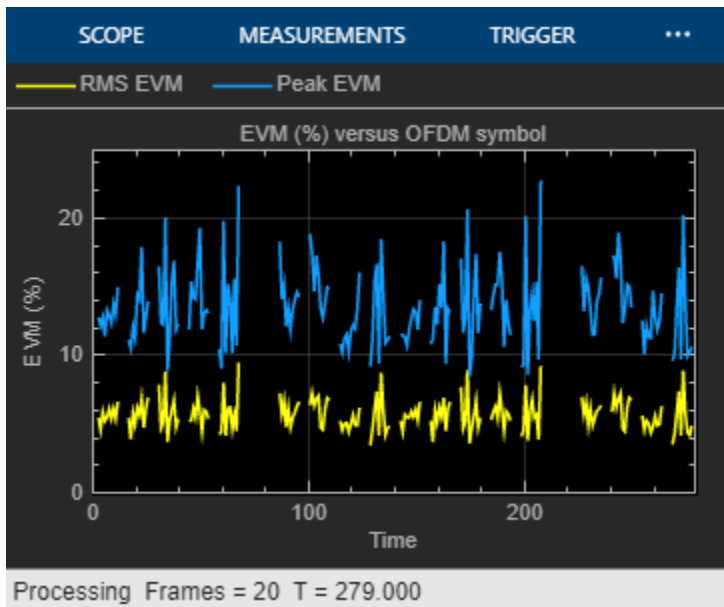 SCOPE MEASUREMENTS TRIGGER ...
RMS EVM Peak EVM
EVM (%) versus OFDM symbol
20
10
0
EVM (%)
0 100 200
Time
Processing Frames = 20 T = 279.000